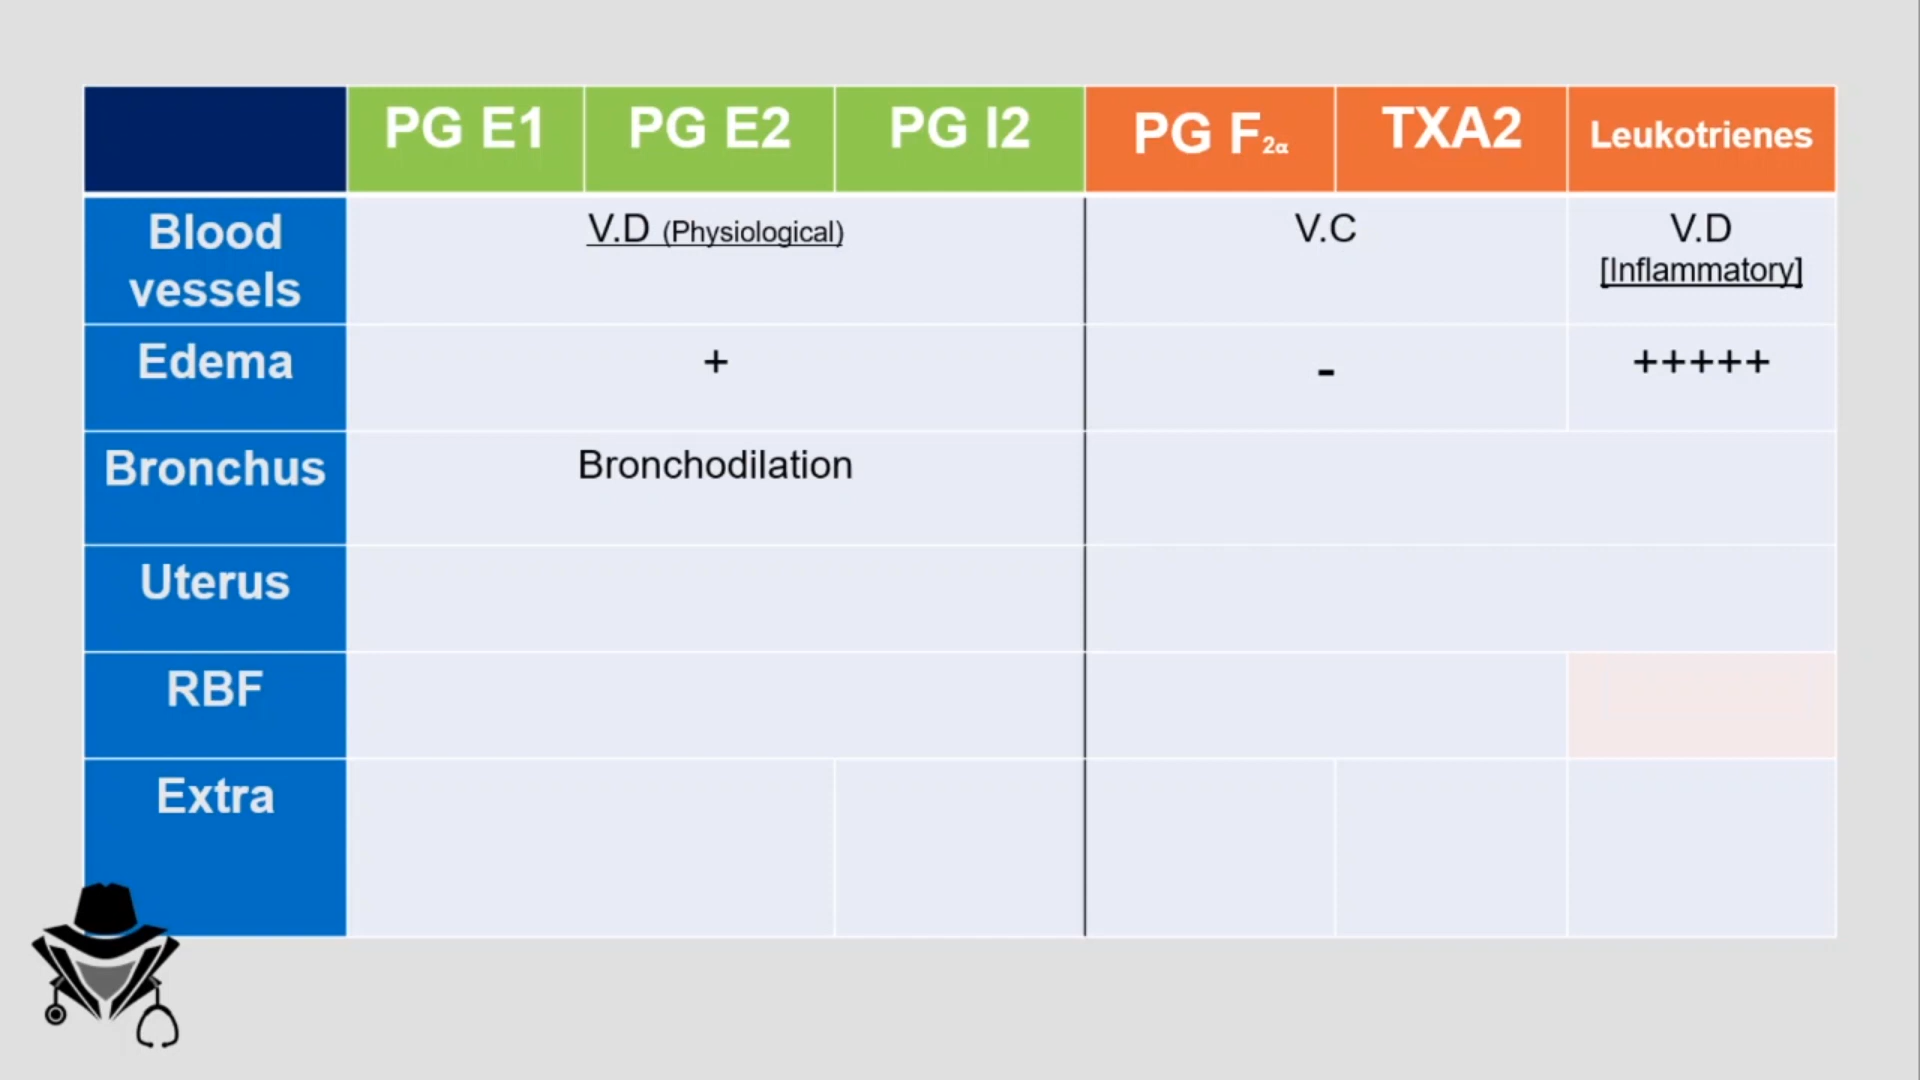 PG E1 PG E2 PG I2 PG F2α TXA2 Leukotrienes
Blood vessels V.D (Physiological) V.C V.D [Inflammatory]
Edema + - +++++
Bronchus Bronchodilation
Uterus
RBF
Extra